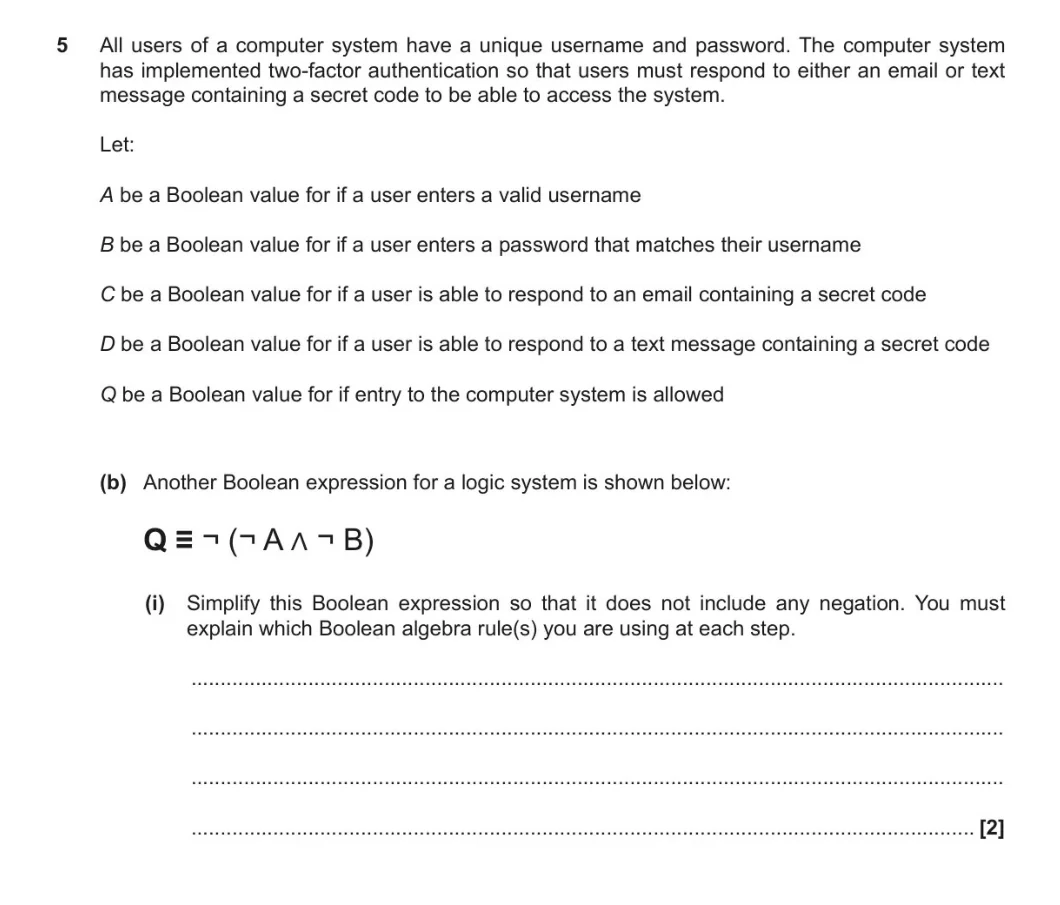 5 All users of a computer system have a unique username and password. The computer system
has implemented two-factor authentication so that users must respond to either an email or text
message containing a secret code to be able to access the system.
Let:
A be a Boolean value for if a user enters a valid username
B be a Boolean value for if a user enters a password that matches their username
C be a Boolean value for if a user is able to respond to an email containing a secret code
D be a Boolean value for if a user is able to respond to a text message containing a secret code
Q be a Boolean value for if entry to the computer system is allowed
(b) Another Boolean expression for a logic system is shown below:
Q ≡ ¬ (¬ A ∧ ¬ B)
(i) Simplify this Boolean expression so that it does not include any negation. You must
explain which Boolean algebra rule(s) you are using at each step.
[2]